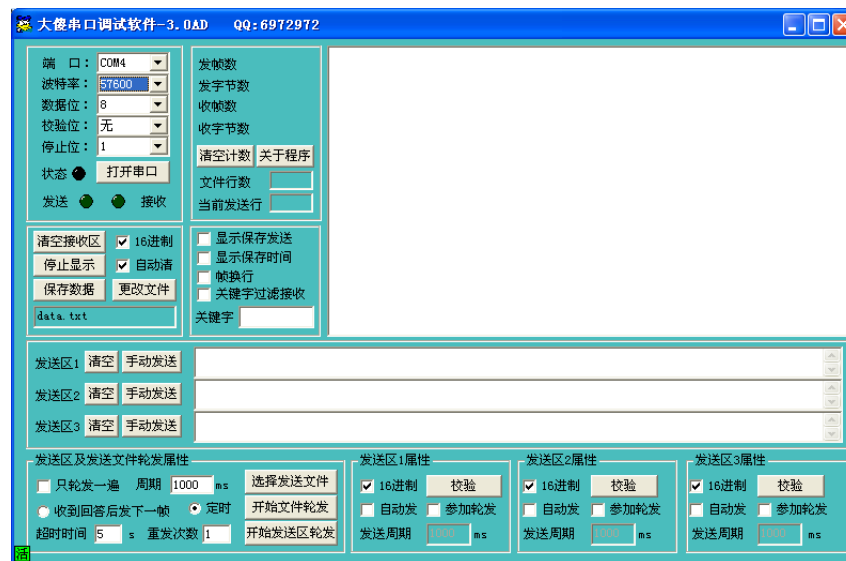 大傻串口调试软件-3.0AD QQ:6972972
端 口： COM4
波特率： 57600
数据位： 8
校验位： 无
停止位： 1
状态 打开串口
发送 接收
发帧数
发字节数
收帧数
收字节数
清空计数 关于程序
文件行数
当前发送行
清空接收区 16进制
停止显示 自动清
保存数据 更改文件
data.txt
显示保存发送
显示保存时间
帧换行
关键字过滤接收
关键字
发送区1 清空 手动发送
发送区2 清空 手动发送
发送区3 清空 手动发送
发送区及发送文件轮发属性
只轮发一遍 周期 1000 ms 选择发送文件
收到回答后发下一帧 定时 开始文件轮发
超时时间 5 s 重发次数 1 开始发送区轮发
发送区1属性
16进制 校验
自动发 参加轮发
发送周期 1000 ms
发送区2属性
16进制 校验
自动发 参加轮发
发送周期 1000 ms
发送区3属性
16进制 校验
自动发 参加轮发
发送周期 1000 ms
活